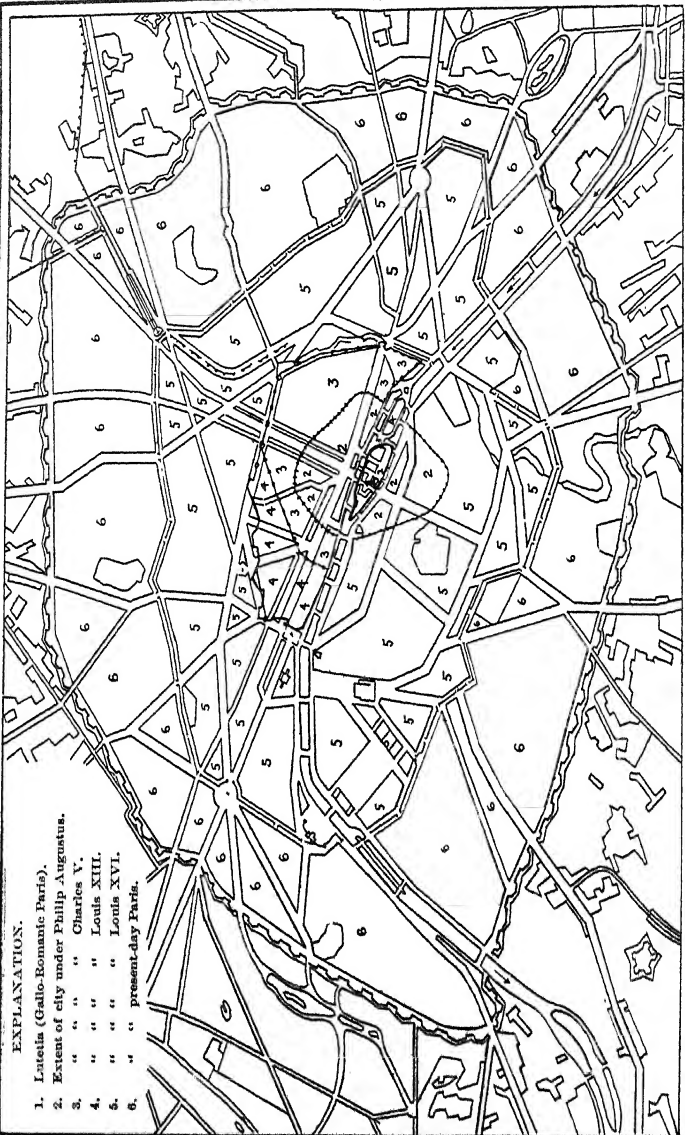 EXPLANATION.
1. Lutetia (Gallo-Romanic Paris).
2. Extent of city under Philip Augustus.
3. " " " " Charles V.
4. " " " " Louis XIII.
5. " " " " Louis XVI.
6. " " present-day Paris.